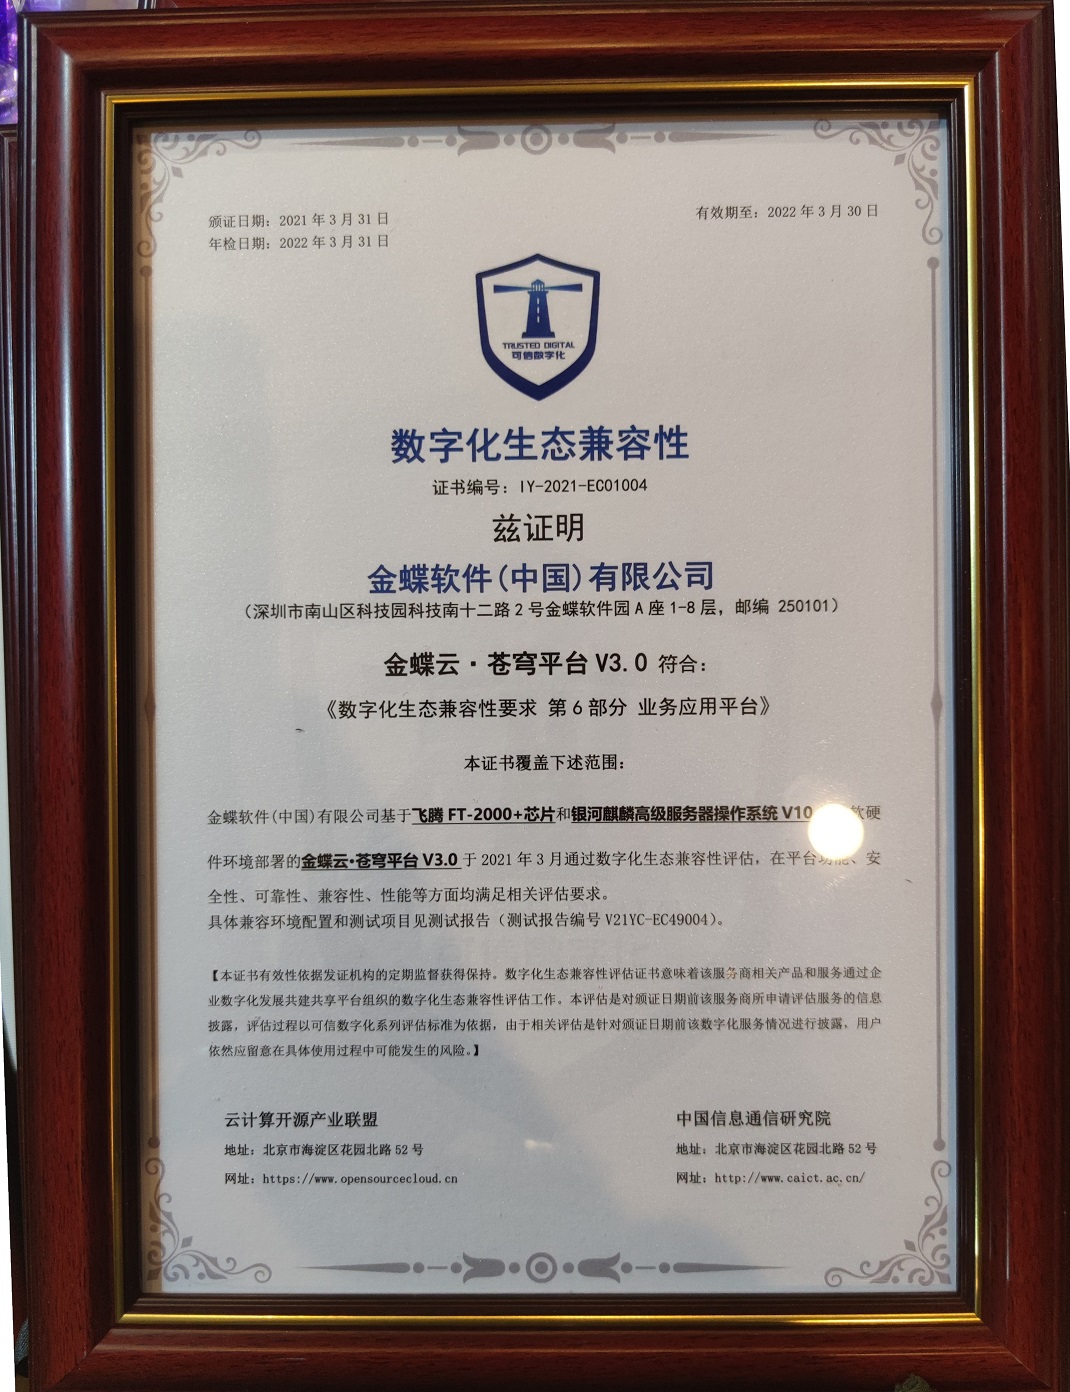 颁证日期：2021 年 3 月 31 日
有效期至：2022 年 3 月 30 日
年检日期：2022 年 3 月 31 日
TRUSTED DIGITAL
可信数字化
数字化生态兼容性
证书编号：IY-2021-EC01004
兹证明
金蝶软件(中国)有限公司
（深圳市南山区科技园科技南十二路 2 号金蝶软件园 A 座 1-8 层，邮编 250101）
金蝶云·苍穹平台 V3.0 符合：
《数字化生态兼容性要求 第 6 部分 业务应用平台》
本证书覆盖下述范围：
金蝶软件(中国)有限公司基于飞腾 FT-2000+芯片和银河麒麟高级服务器操作系统 V10 软硬
件环境部署的金蝶云·苍穹平台 V3.0 于 2021 年 3 月通过数字化生态兼容性评估，在平台功能、安
全性、可靠性、兼容性、性能等方面均满足相关评估要求。
具体兼容环境配置和测试项目见测试报告（测试报告编号 V21YC-EC49004）。
【本证书有效性依据发证机构的定期监督获得保持。数字化生态兼容性评估证书意味着该服务商相关产品和服务通过企
业数字化发展共建共享平台组织的数字化生态兼容性评估工作。本评估是对颁证日期前该服务商所申请评估服务的信息
披露，评估过程以可信数字化系列评估标准为依据，由于相关评估是针对颁证日期前该数字化服务情况进行披露，用户
依然应留意在具体使用过程中可能发生的风险。】
云计算开源产业联盟
地址：北京市海淀区花园北路 52 号
网址：https://www.opensourcecloud.cn
中国信息通信研究院
地址：北京市海淀区花园北路 52 号
网址：http://www.caict.ac.cn/